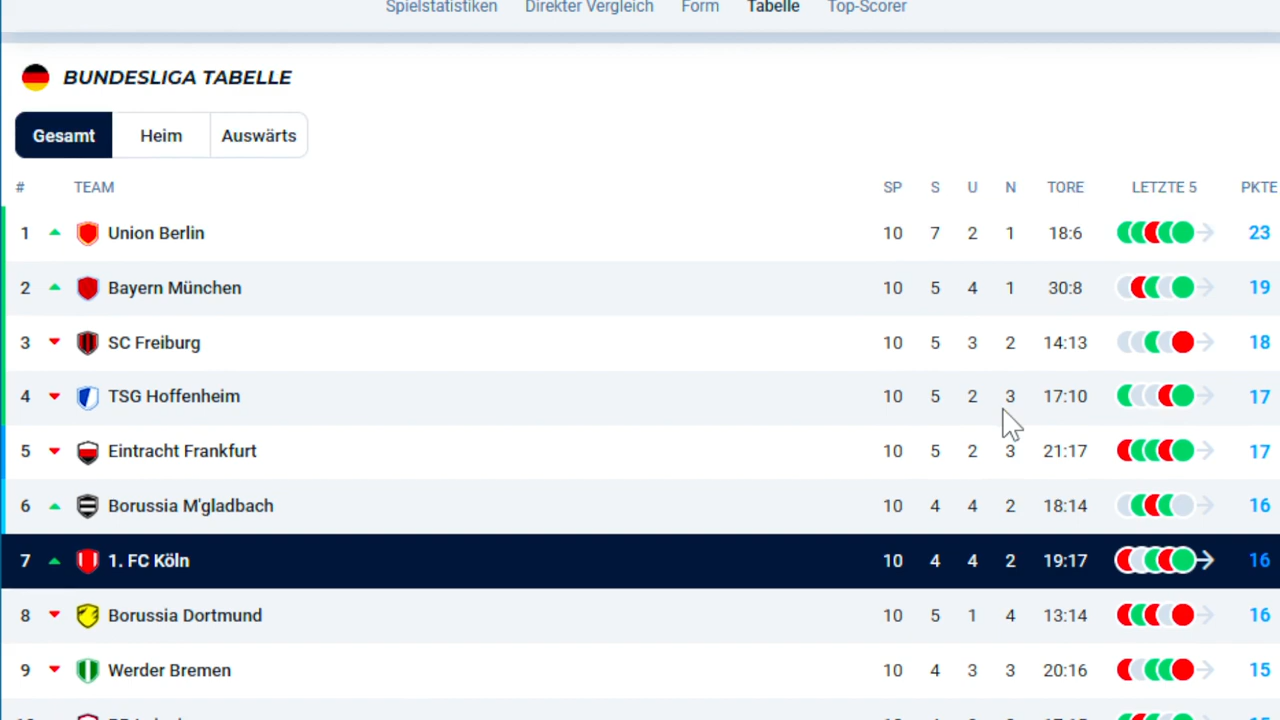 Spielstatistiken Direkter Vergleich Form Tabelle Top-Scorer
BUNDESLIGA TABELLE
Gesamt Heim Auswärts
# TEAM SP S U N TORE LETZTE 5 PKTE
1 Union Berlin 10 7 2 1 18:6 23
2 Bayern München 10 5 4 1 30:8 19
3 SC Freiburg 10 5 3 2 14:13 18
4 TSG Hoffenheim 10 5 2 3 17:10 17
5 Eintracht Frankfurt 10 5 2 3 21:17 17
6 Borussia M'gladbach 10 4 4 2 18:14 16
7 1. FC Köln 10 4 4 2 19:17 16
8 Borussia Dortmund 10 5 1 4 13:14 16
9 Werder Bremen 10 4 3 3 20:16 15